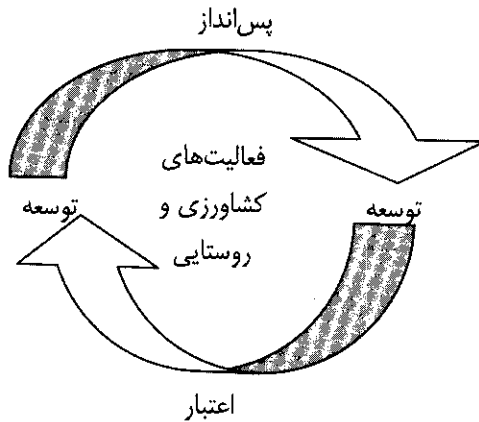 پس‌انداز
فعالیت‌های
کشاورزی و
روستایی
توسعه
توسعه
اعتبار